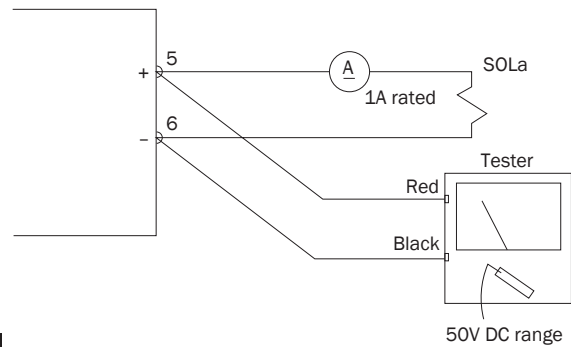 5
+
A
SOLa
1A rated
6
–
Tester
Red
Black
50V DC range